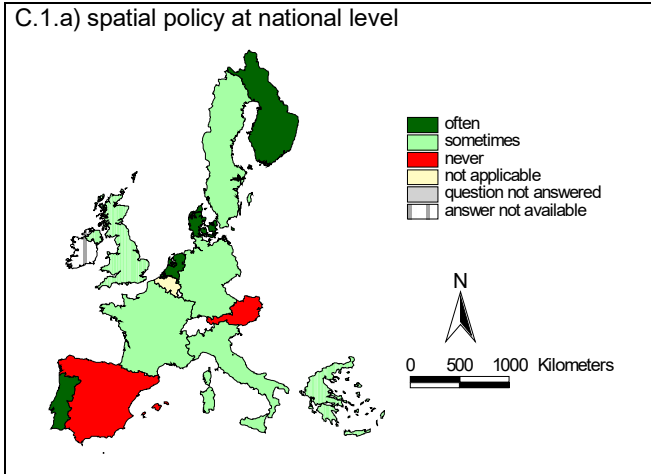 C.1.a) spatial policy at national level
often
sometimes
never
not applicable
question not answered
answer not available
N
0 500 1000 Kilometers